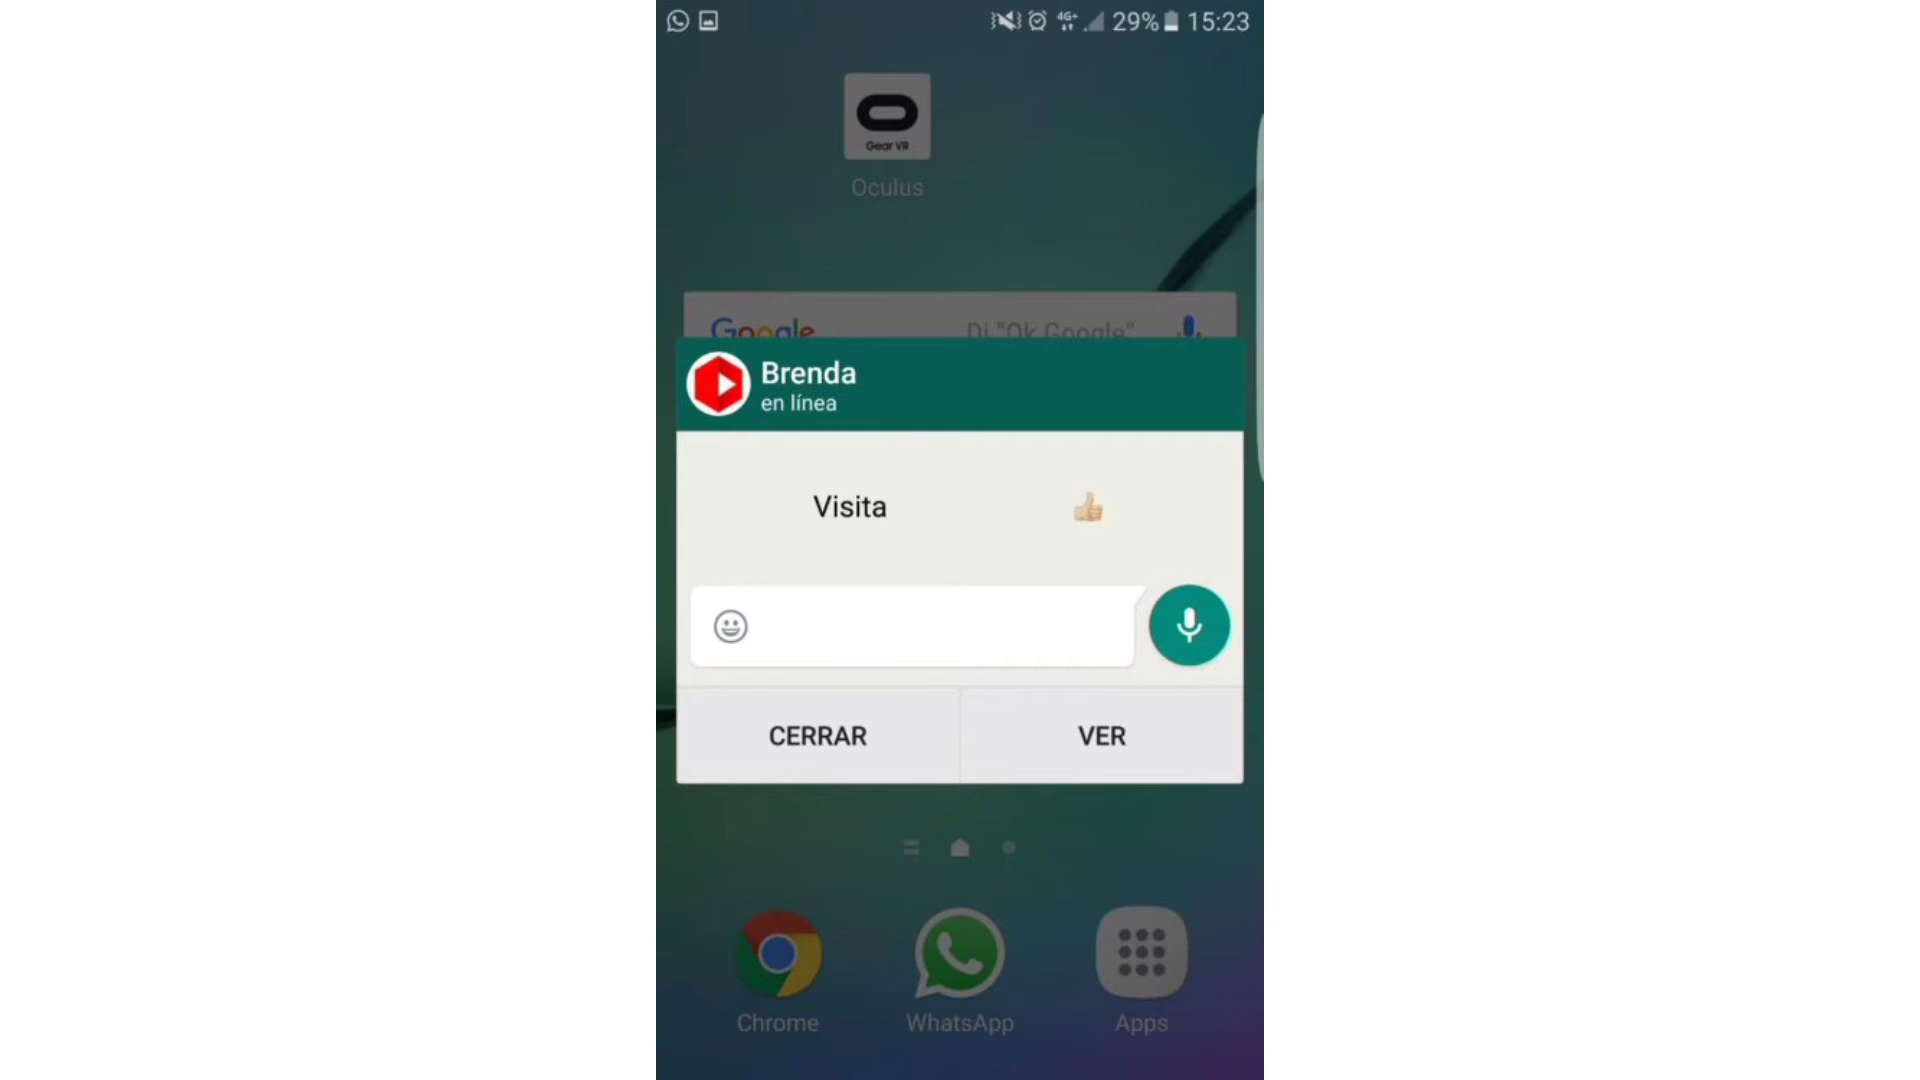 4G+ 29% 15:23
Gear VR
Oculus
Google Di "Ok Google"
Brenda
en línea
Visita 👍🏼
CERRAR VER
Chrome WhatsApp Apps